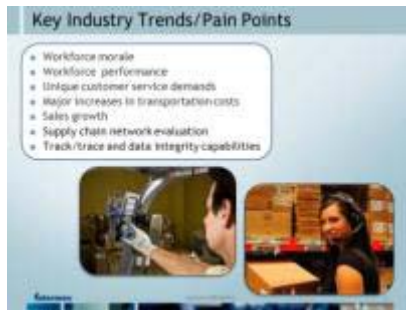 Key Industry Trends/Pain Points
Workforce morale
Workforce performance
Unique customer service demands
Major increases in transportation costs
Sales growth
Supply chain network evaluation
Track/trace and data integrity capabilities